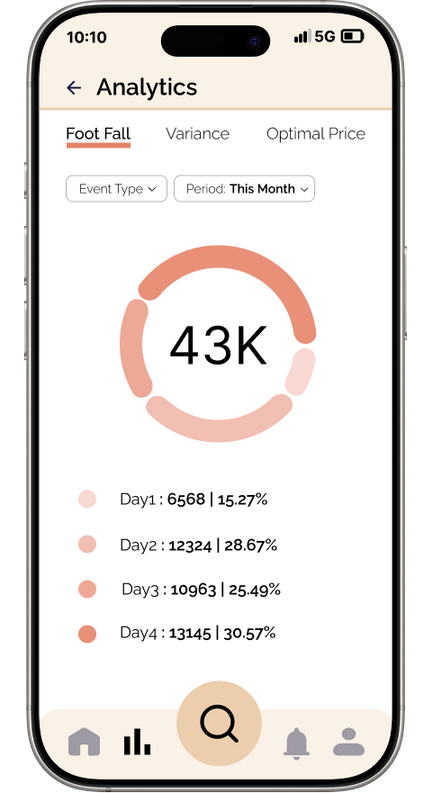 10:10 5G
Analytics
Foot Fall Variance Optimal Price
Event Type Period: This Month
43K
Day1 : 6568 | 15.27%
Day2 : 12324 | 28.67%
Day3 : 10963 | 25.49%
Day4 : 13145 | 30.57%